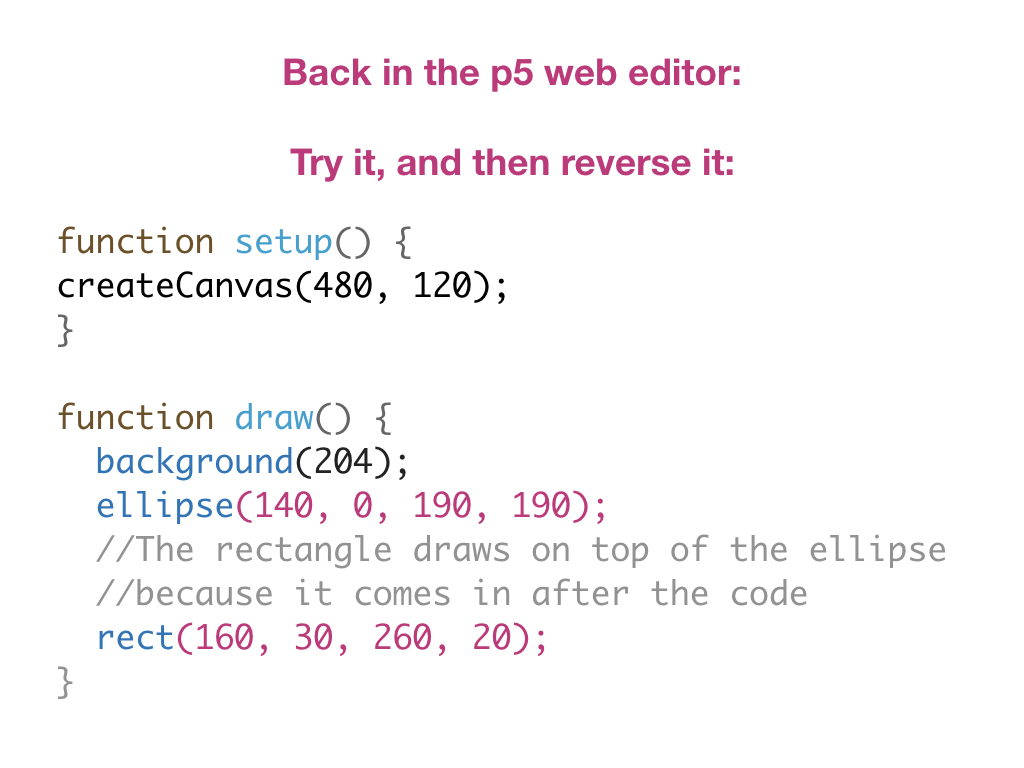 Back in the p5 web editor:
Try it, and then reverse it:
function setup() {
createCanvas(480, 120);
}
function draw() {
  background(204);
  ellipse(140, 0, 190, 190);
  //The rectangle draws on top of the ellipse
  //because it comes in after the code
  rect(160, 30, 260, 20);
}